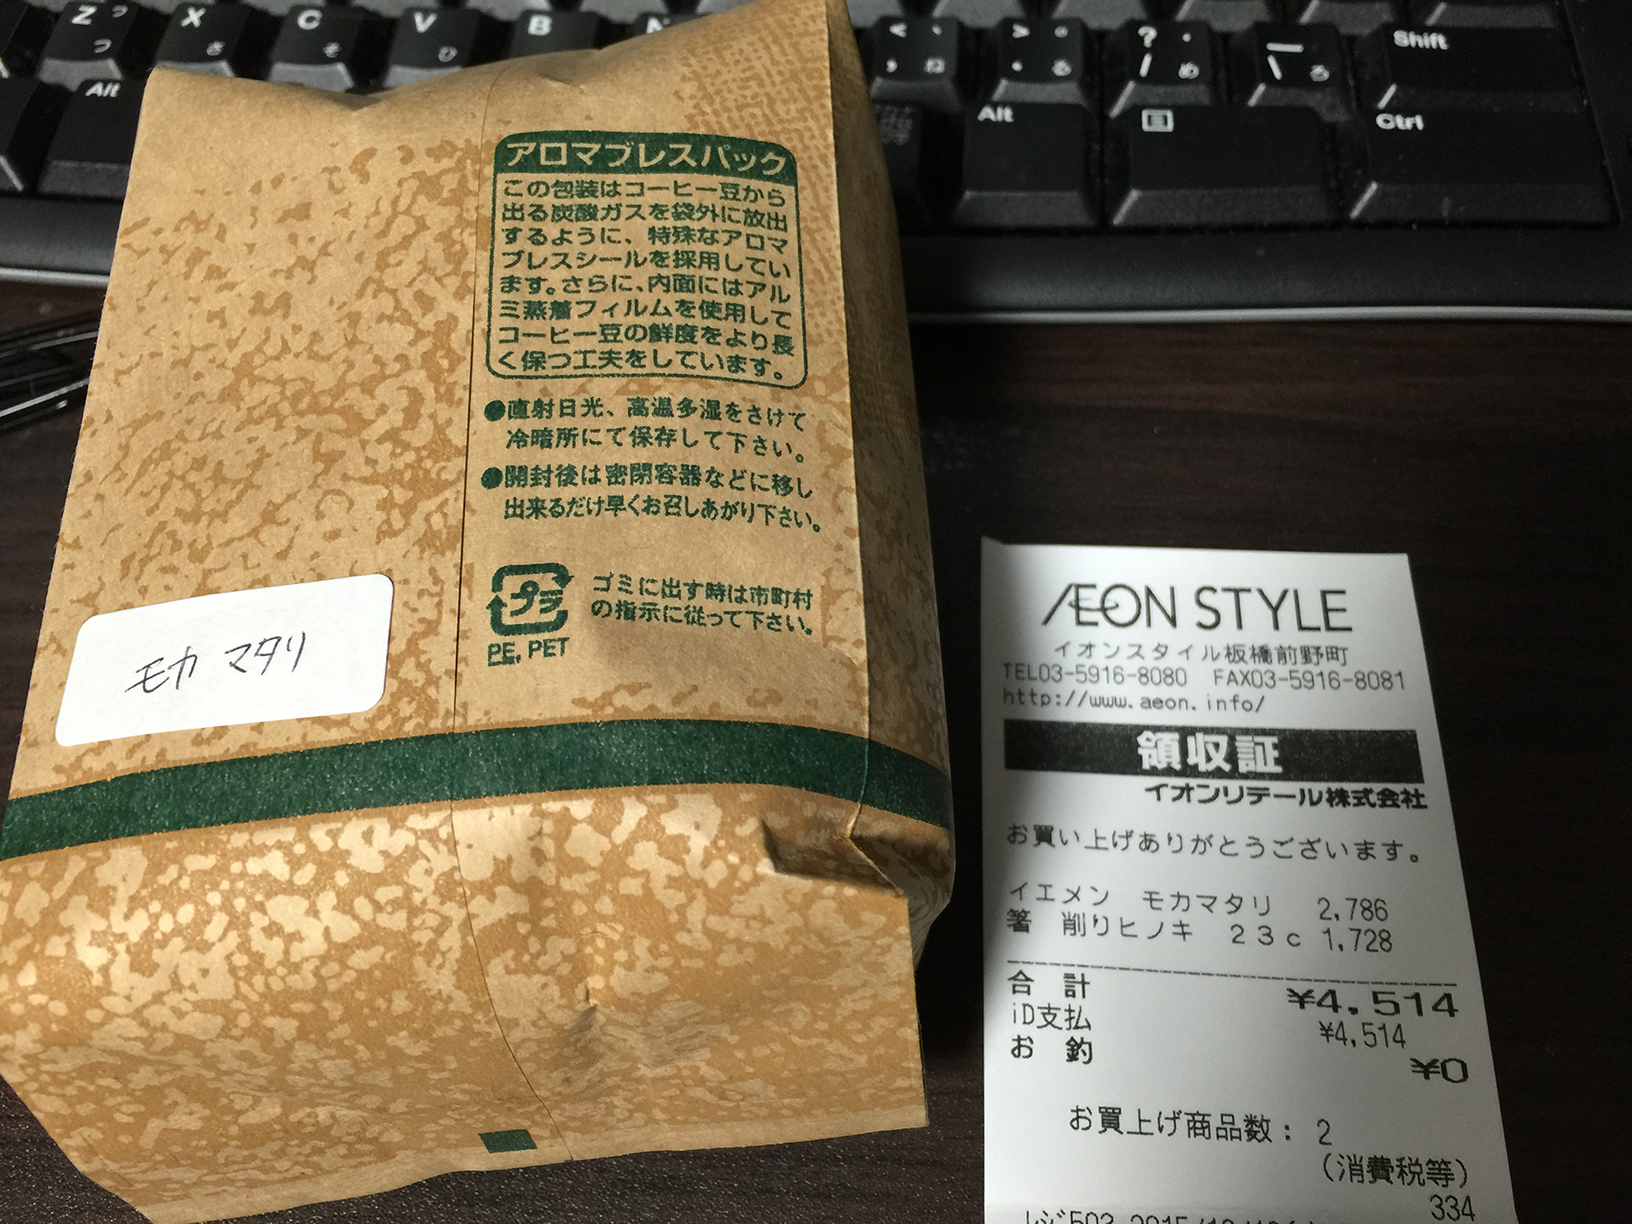 Z っ
X さ
C そ
V ひ
B
N
< 、
, ね
> 。
. る
? ・
/ め
_
\ ろ
Shift
Alt
Alt
Ctrl
アロマブレスパック
この包装はコーヒー豆から
出る炭酸ガスを袋外に放出
するように、特殊なアロマ
ブレスシールを採用してい
ます。さらに、内面にはアル
ミ蒸着フィルムを使用して
コーヒー豆の鮮度をより長
く保つ工夫をしています。
●直射日光、高温多湿をさけて
冷暗所にて保存して下さい。
●開封後は密閉容器などに移し
出来るだけ早くお召しあがり下さい。
プラ
PE, PET
ゴミに出す時は市町村
の指示に従って下さい。
モカ マタリ
ÆON STYLE
イオンスタイル板橋前野町
TEL03-5916-8080 FAX03-5916-8081
http://www.aeon.info/
領収証
イオンリテール株式会社
お買い上げありがとうございます。
イエメン モカマタリ 2,786
箸 削りヒノキ 23c 1,728
合 計 ¥4,514
iD支払 ¥4,514
お 釣 ¥0
お買上げ商品数: 2
(消費税等)
334